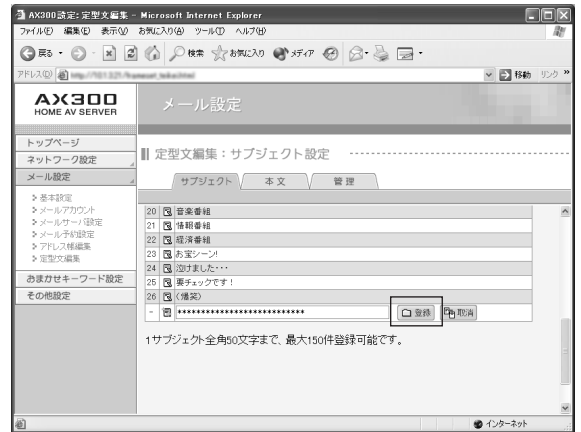 AX300設定:定型文編集 - Microsoft Internet Explorer
ファイル(F) 編集(E) 表示(V) お気に入り(A) ツール(T) ヘルプ(H)
戻る 検索 お気に入り メディア
アドレス(D) 移動 リンク »
AX300
HOME AV SERVER
メール設定
トップページ
ネットワーク設定
メール設定
基本設定
メールアカウント
メールサーバ設定
メール予約設定
アドレス帳編集
定型文編集
おまかせキーワード設定
その他設定
定型文編集:サブジェクト設定
サブジェクト 本文 管理
20 音楽番組
21 情報番組
22 経済番組
23 お宝シーン!
24 泣けました・・・
25 要チェックです!
26 (爆笑)
- *************************** 登録 取消
1サブジェクト全角50文字まで、最大150件登録可能です。
インターネット